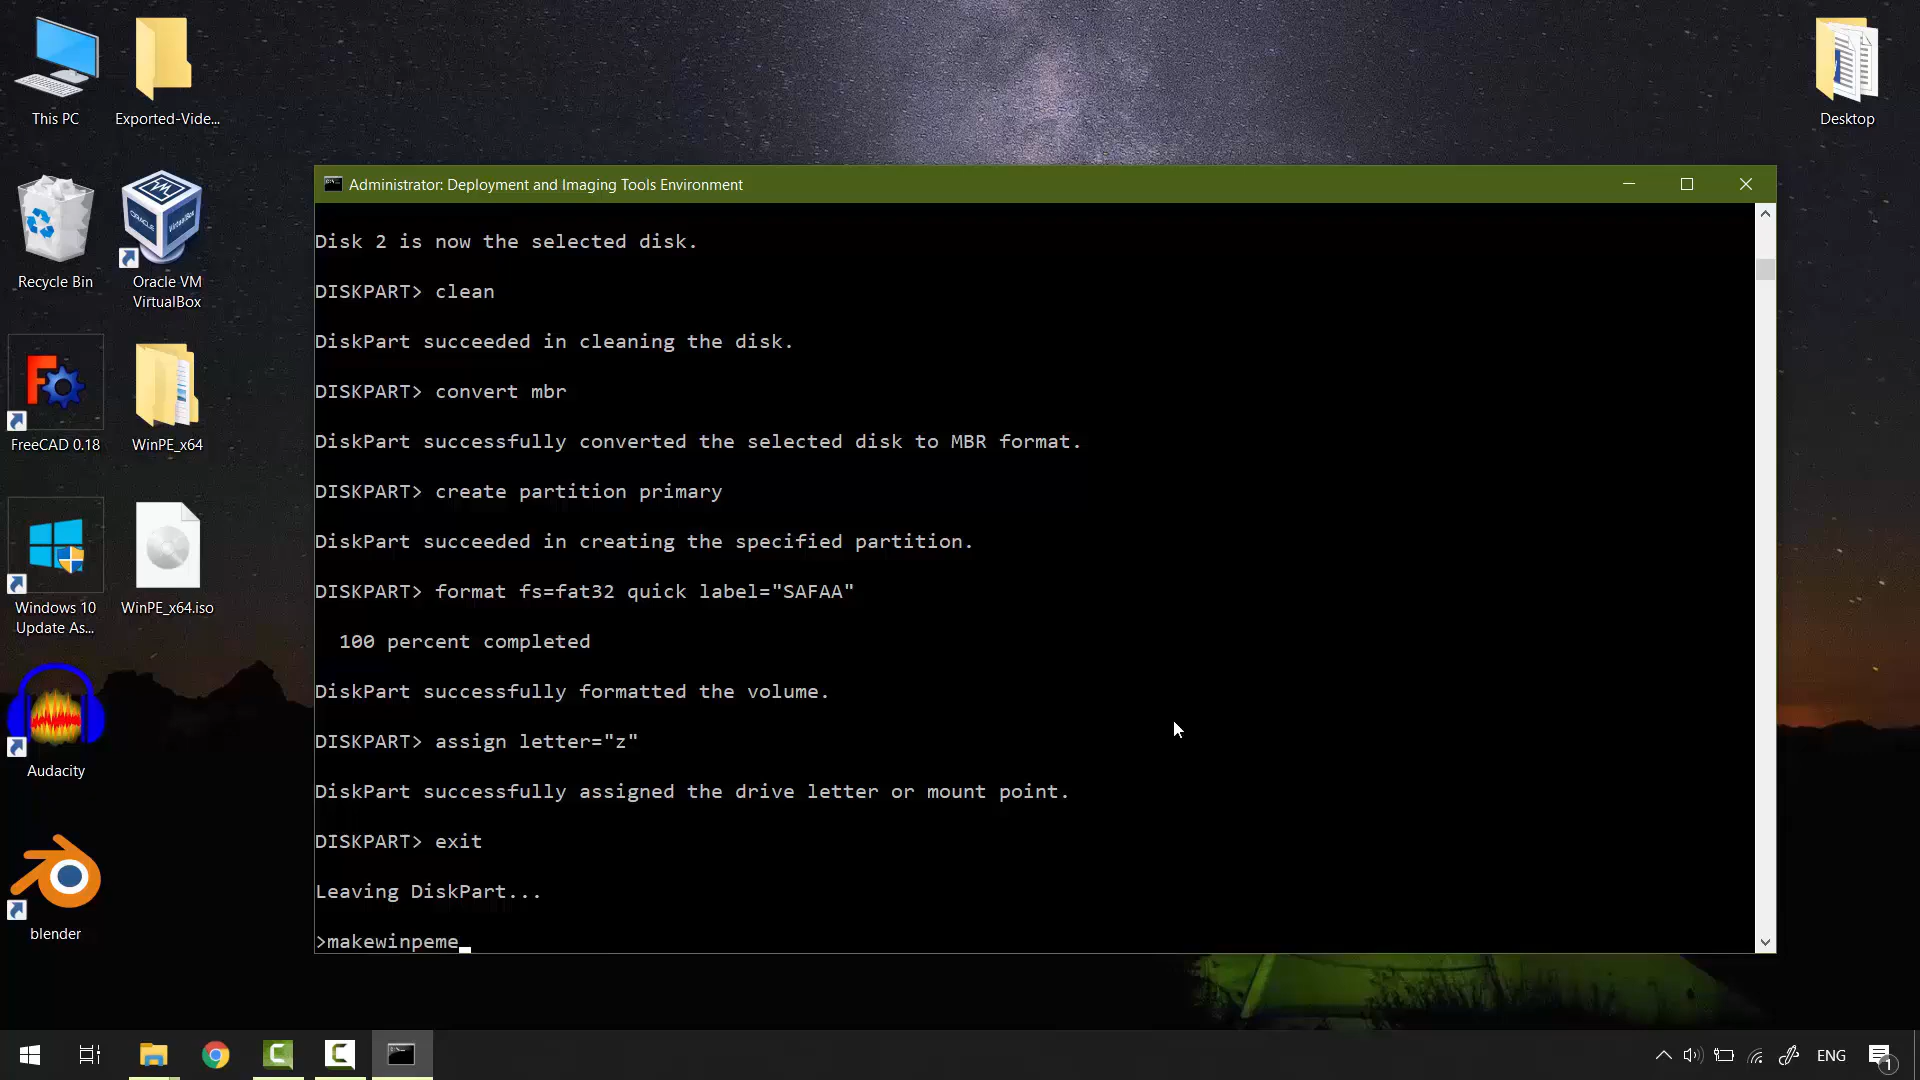 This PC
Exported-Vide...
Desktop
Recycle Bin
Oracle VM
VirtualBox
FreeCAD 0.18
WinPE_x64
Windows 10
Update As...
WinPE_x64.iso
Audacity
blender
Administrator: Deployment and Imaging Tools Environment
Disk 2 is now the selected disk.
DISKPART> clean
DiskPart succeeded in cleaning the disk.
DISKPART> convert mbr
DiskPart successfully converted the selected disk to MBR format.
DISKPART> create partition primary
DiskPart succeeded in creating the specified partition.
DISKPART> format fs=fat32 quick label="SAFAA"
100 percent completed
DiskPart successfully formatted the volume.
DISKPART> assign letter="z"
DiskPart successfully assigned the drive letter or mount point.
DISKPART> exit
Leaving DiskPart...
>makewinpeme
ENG
1